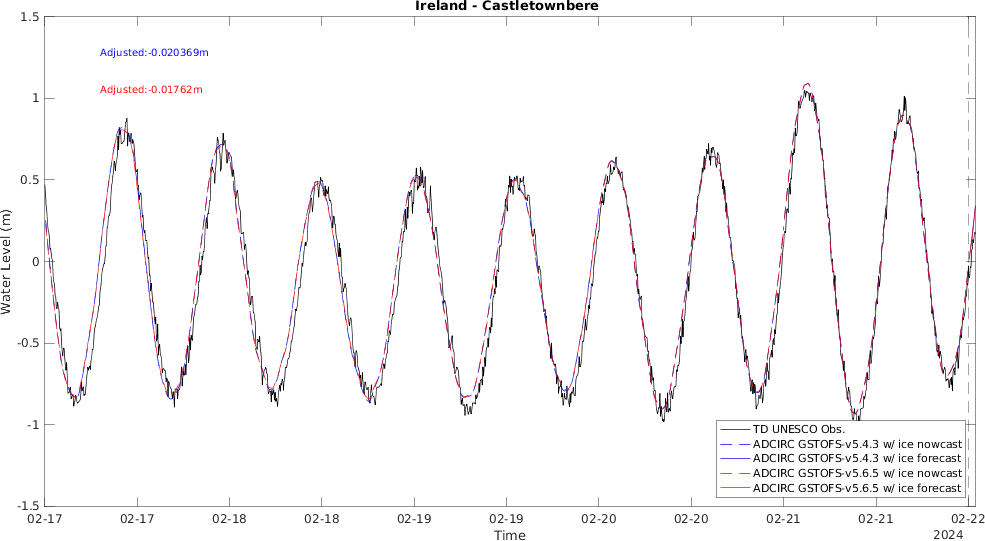 Ireland - Castletownbere
1.5
1
0.5
0
-0.5
-1
-1.5
Water Level (m)
Adjusted:-0.020369m
Adjusted:-0.01762m
TD UNESCO Obs.
ADCIRC GSTOFS-v5.4.3 w/ ice nowcast
ADCIRC GSTOFS-v5.4.3 w/ ice forecast
ADCIRC GSTOFS-v5.6.5 w/ ice nowcast
ADCIRC GSTOFS-v5.6.5 w/ ice forecast
02-17 02-17 02-18 02-18 02-19 02-19 02-20 02-20 02-21 02-21 02-22
Time
2024